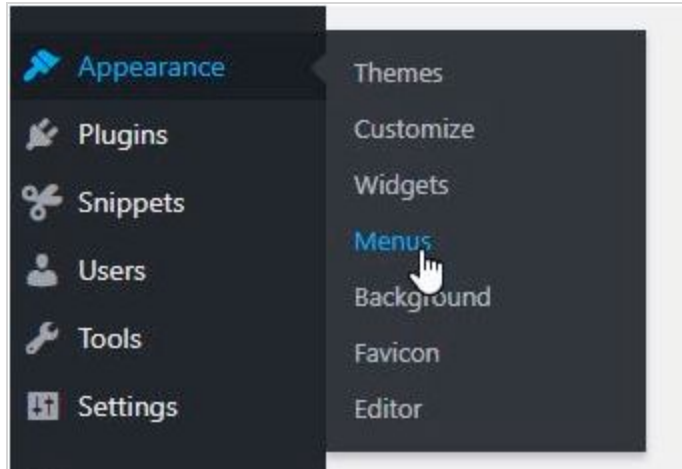 Appearance
Plugins
Snippets
Users
Tools
Settings
Themes
Customize
Widgets
Menus
Background
Favicon
Editor